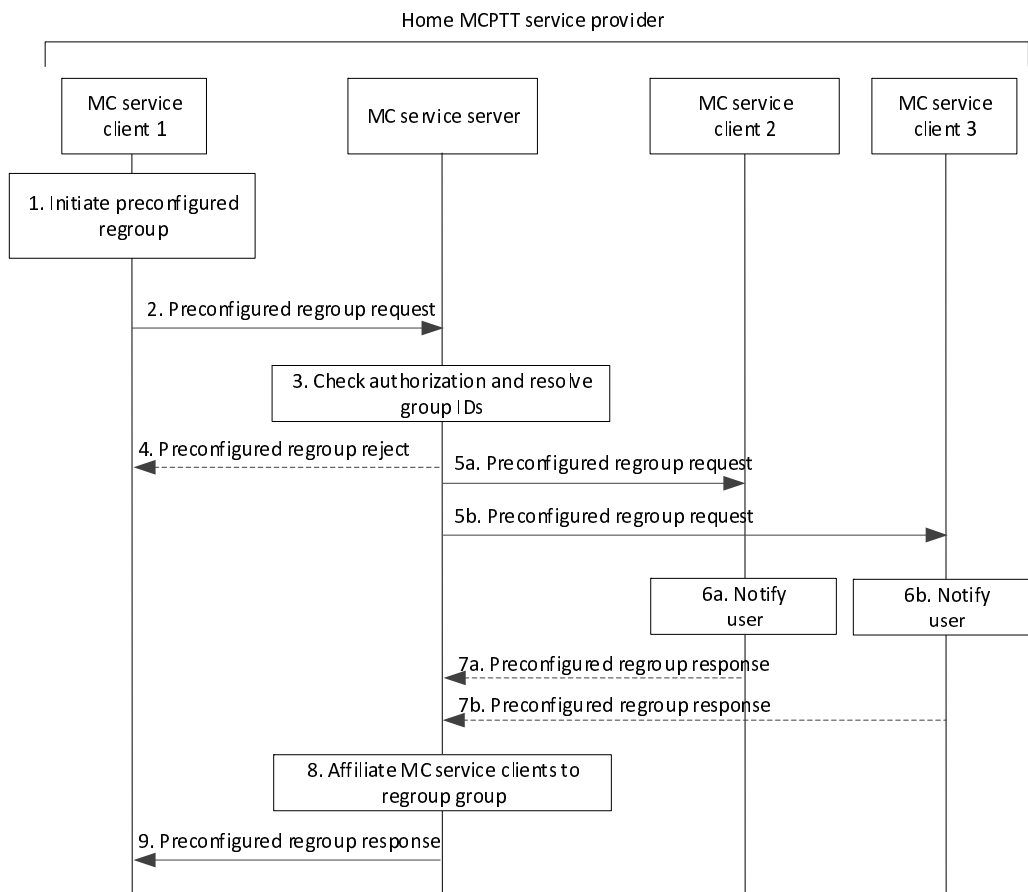 Home MCPTT service provider
MC service
client 1
MC service server
MC service
client 2
MC service
client 3
1. Initiate preconfigured
regroup
2. Preconfigured regroup request
3. Check authorization and resolve
group IDs
4. Preconfigured regroup reject
5a. Preconfigured regroup request
5b. Preconfigured regroup request
6a. Notify
user
6b. Notify
user
7a. Preconfigured regroup response
7b. Preconfigured regroup response
8. Affiliate MC service clients to
regroup group
9. Preconfigured regroup response